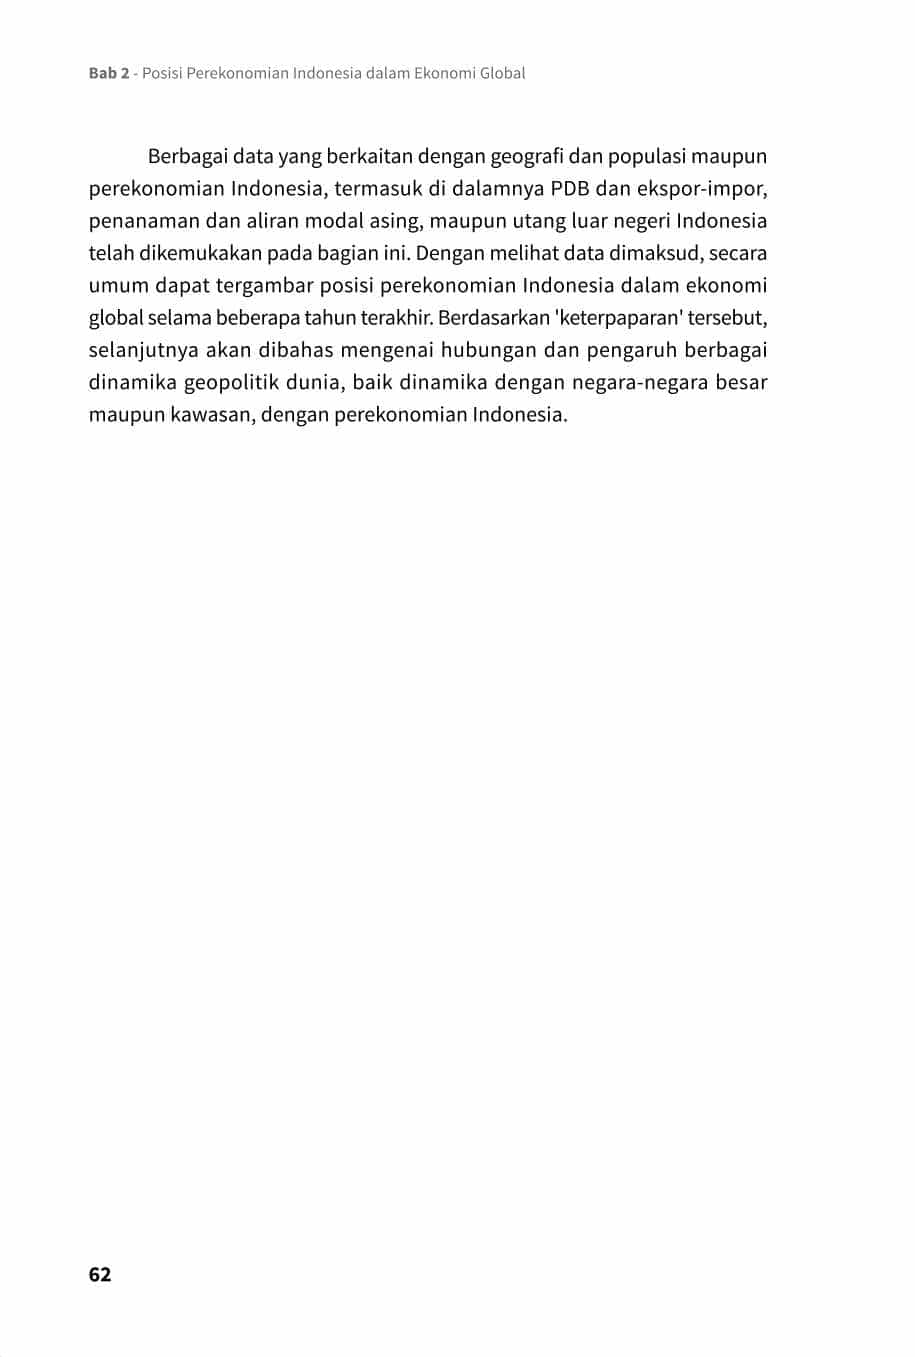 Bab 2 - Posisi Perekonomian Indonesia dalam Ekonomi Global
Berbagai data yang berkaitan dengan geografi dan populasi maupun
perekonomian Indonesia, termasuk di dalamnya PDB dan ekspor-impor,
penanaman dan aliran modal asing, maupun utang luar negeri Indonesia
telah dikemukakan pada bagian ini. Dengan melihat data dimaksud, secara
umum dapat tergambar posisi perekonomian Indonesia dalam ekonomi
global selama beberapa tahun terakhir. Berdasarkan 'keterpaparan' tersebut,
selanjutnya akan dibahas mengenai hubungan dan pengaruh berbagai
dinamika geopolitik dunia, baik dinamika dengan negara-negara besar
maupun kawasan, dengan perekonomian Indonesia.
62